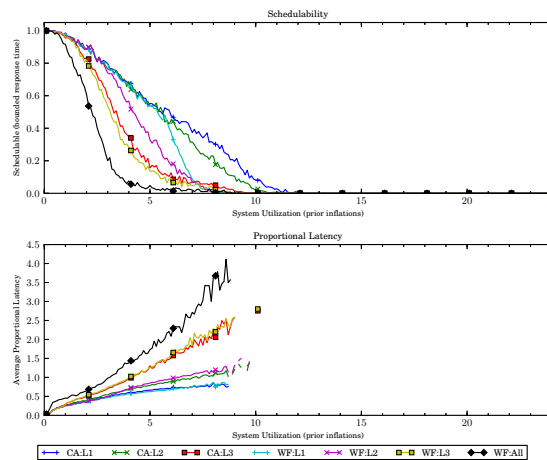 Schedulability
Schedulable (bounded response time)
1.0
0.8
0.6
0.4
0.2
0.0
0 5 10 15 20
System Utilization (prior inflations)
Proportional Latency
Average Proportional Latency
4.5
4.0
3.5
3.0
2.5
2.0
1.5
1.0
0.5
0.0
0 5 10 15 20
System Utilization (prior inflations)
CA:L1 CA:L2 CA:L3 WF:L1 WF:L2 WF:L3 WF:All